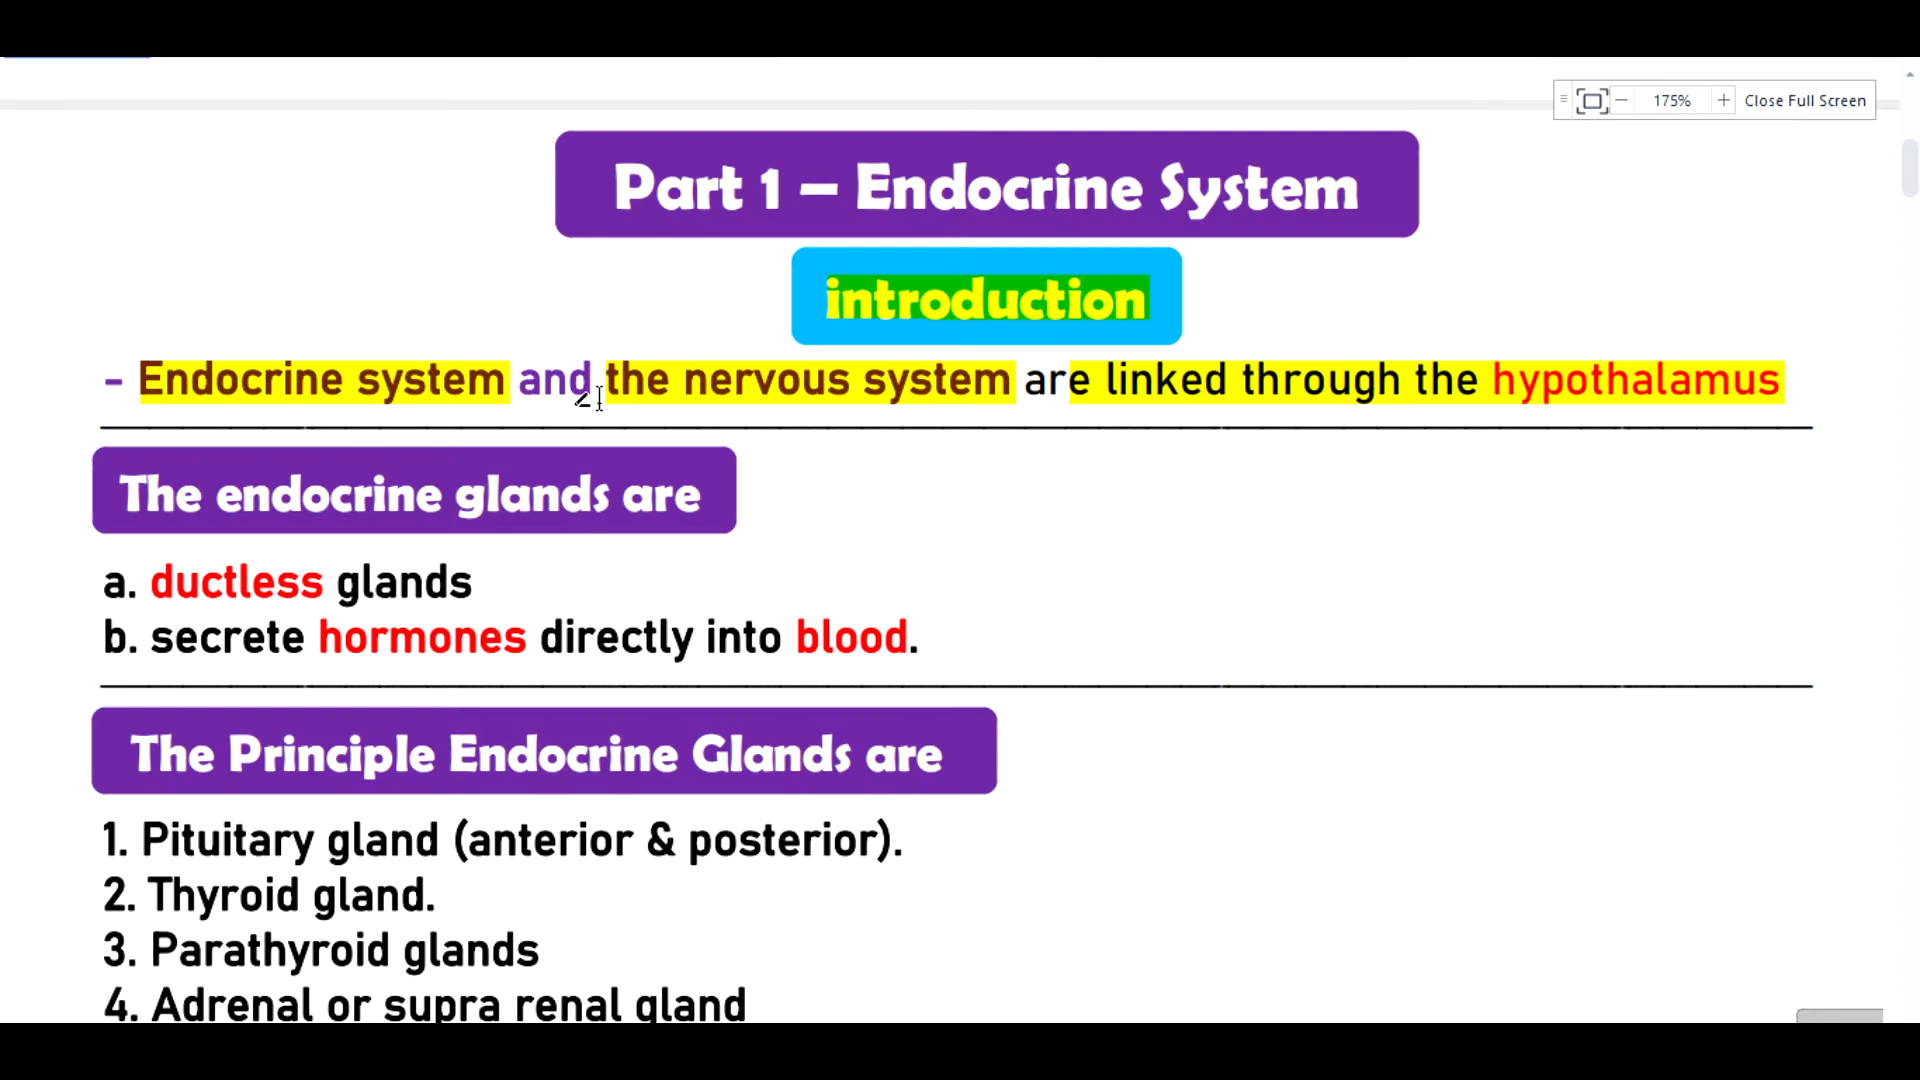 175%
Close Full Screen
Part 1 – Endocrine System
introduction
- Endocrine system and the nervous system are linked through the hypothalamus
The endocrine glands are
a. ductless glands
b. secrete hormones directly into blood.
The Principle Endocrine Glands are
1. Pituitary gland (anterior & posterior).
2. Thyroid gland.
3. Parathyroid glands
4. Adrenal or supra renal gland